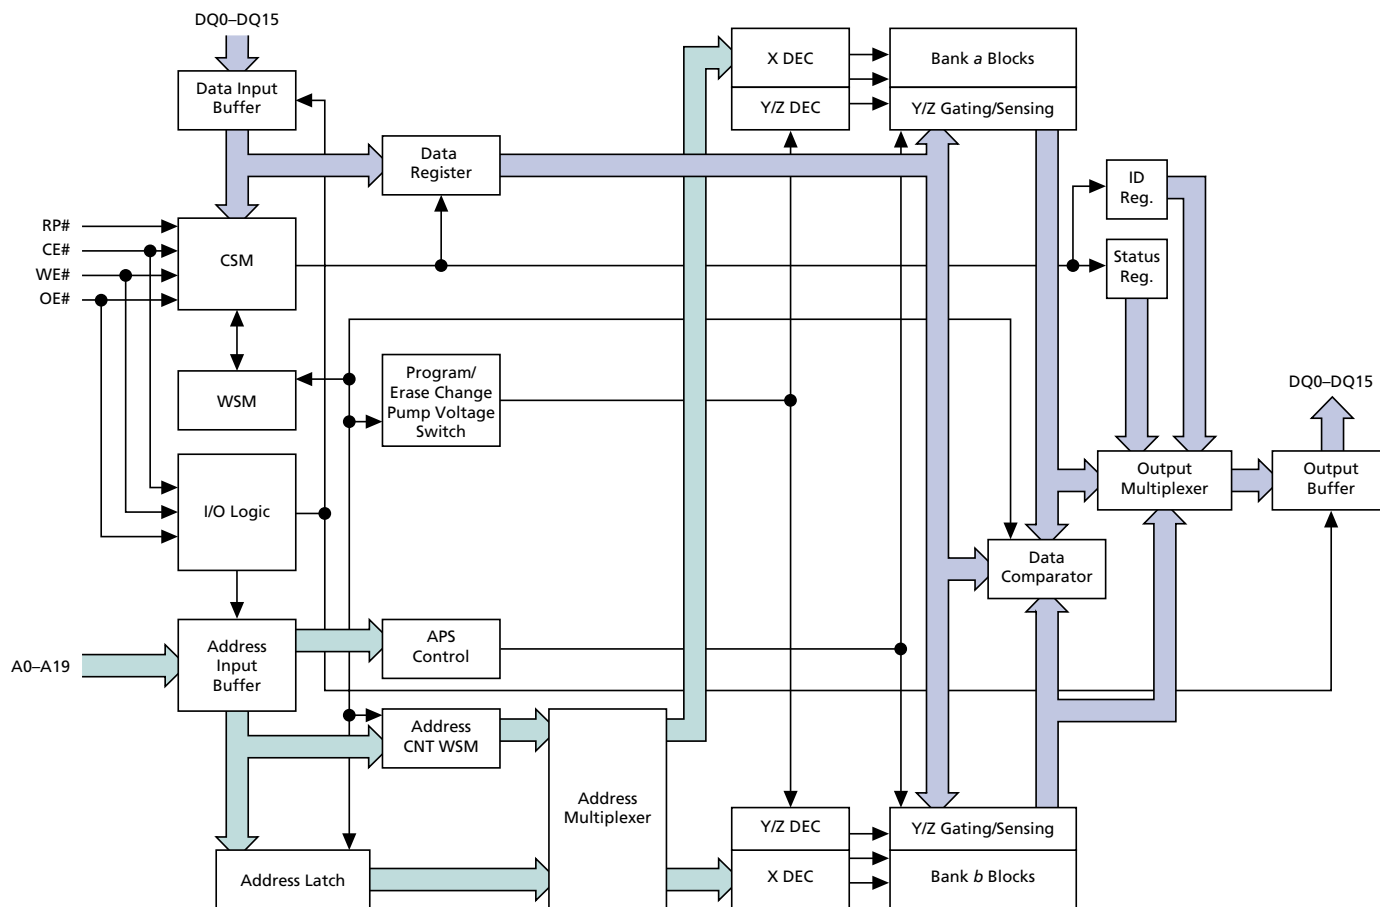 DQ0–DQ15
Data Input
Buffer
X DEC
Bank a Blocks
Y/Z DEC
Y/Z Gating/Sensing
Data
Register
ID
Reg.
RP#
CE#
WE#
OE#
CSM
Status
Reg.
WSM
Program/
Erase Change
Pump Voltage
Switch
DQ0–DQ15
I/O Logic
Output
Multiplexer
Output
Buffer
Data
Comparator
A0–A19
Address
Input
Buffer
APS
Control
Address
CNT WSM
Address
Multiplexer
Y/Z DEC
Y/Z Gating/Sensing
Address Latch
X DEC
Bank b Blocks